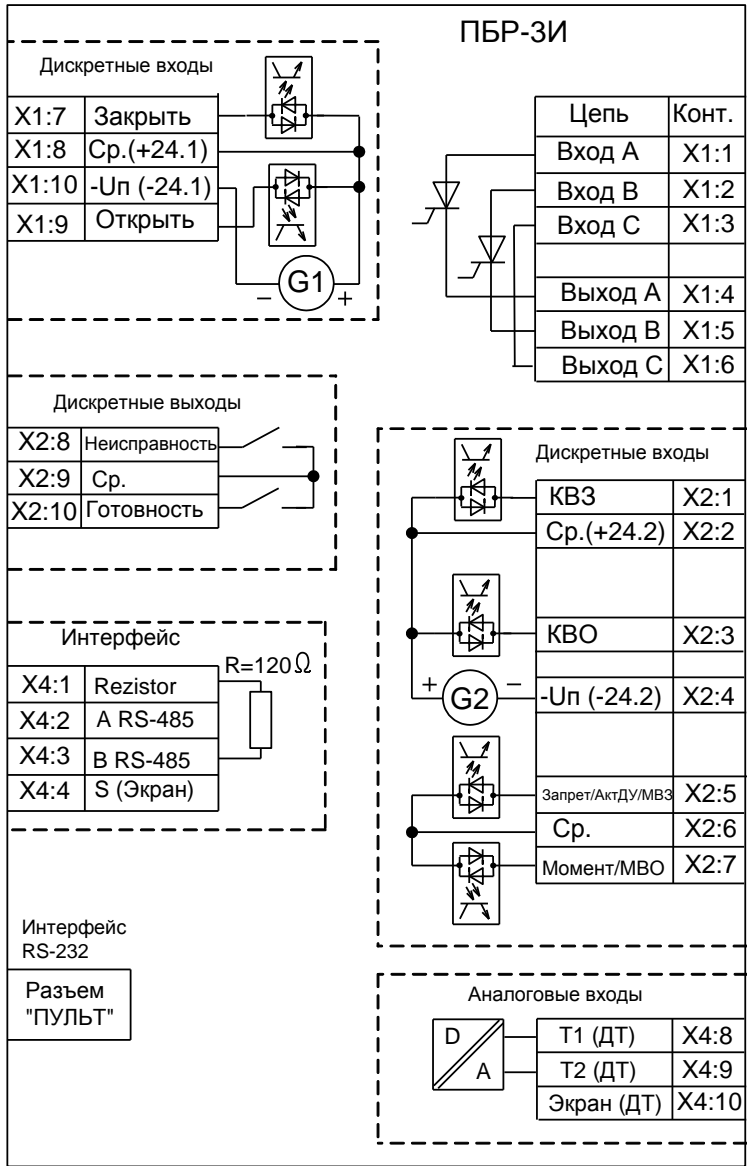 ПБР-3И
Дискретные входы
X1:7 Закрыть
X1:8 Ср.(+24.1)
X1:10 -Uп (-24.1)
X1:9 Открыть
G1
− +
Цепь Конт.
Вход A X1:1
Вход B X1:2
Вход C X1:3
Выход A X1:4
Выход B X1:5
Выход C X1:6
Дискретные выходы
X2:8 Неисправность
X2:9 Ср.
X2:10 Готовность
Дискретные входы
КВЗ X2:1
Ср.(+24.2) X2:2
КВО X2:3
+ G2 − -Uп (-24.2) X2:4
Запрет/АктДУ/МВЗ X2:5
Ср. X2:6
Момент/МВО X2:7
Интерфейс
R=120Ω
X4:1 Rezistor
X4:2 A RS-485
X4:3 B RS-485
X4:4 S (Экран)
Интерфейс
RS-232
Разъем
"ПУЛЬТ"
Аналоговые входы
D
A
Т1 (ДТ) X4:8
Т2 (ДТ) X4:9
Экран (ДТ) X4:10